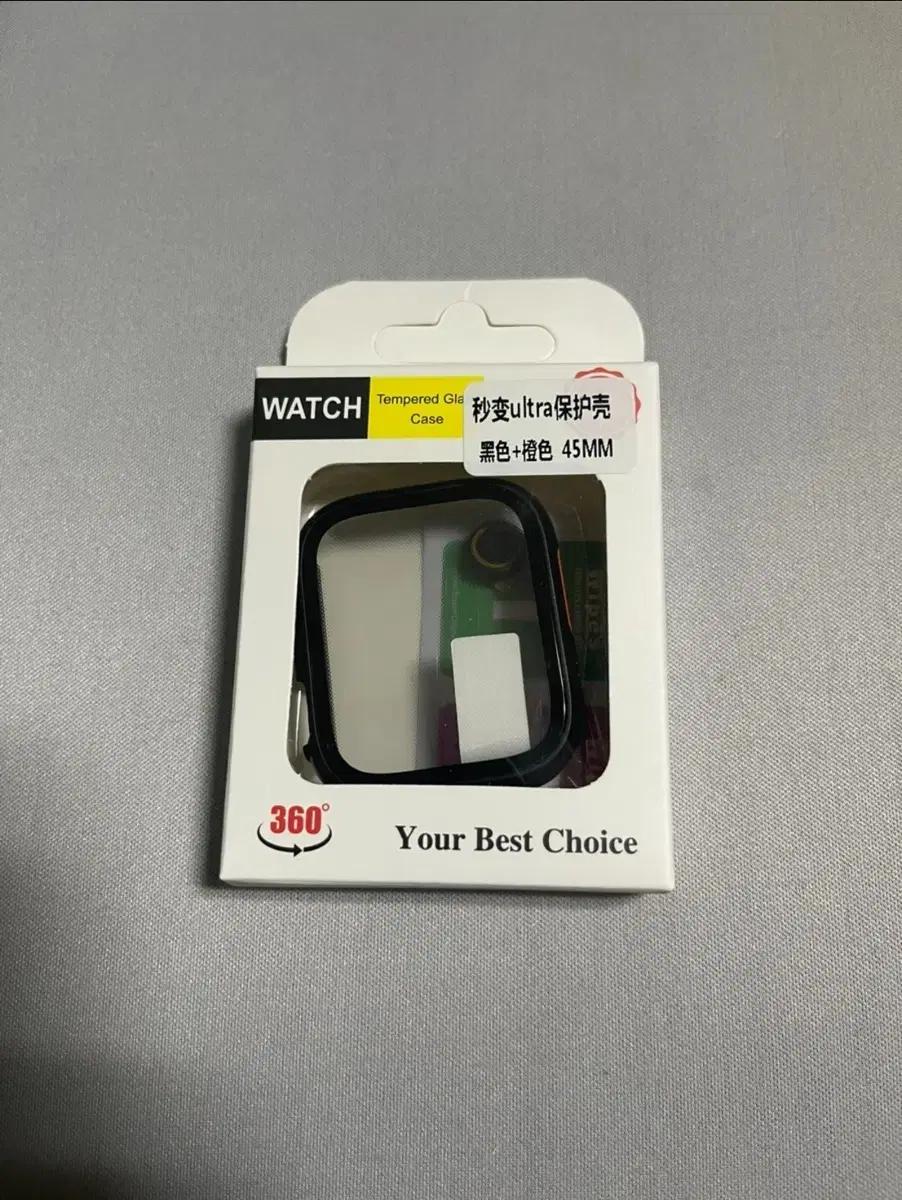 WATCH
Tempered Gla
Case
秒变ultra保护壳
黑色+橙色 45MM
Wipes
360°
Your Best Choice